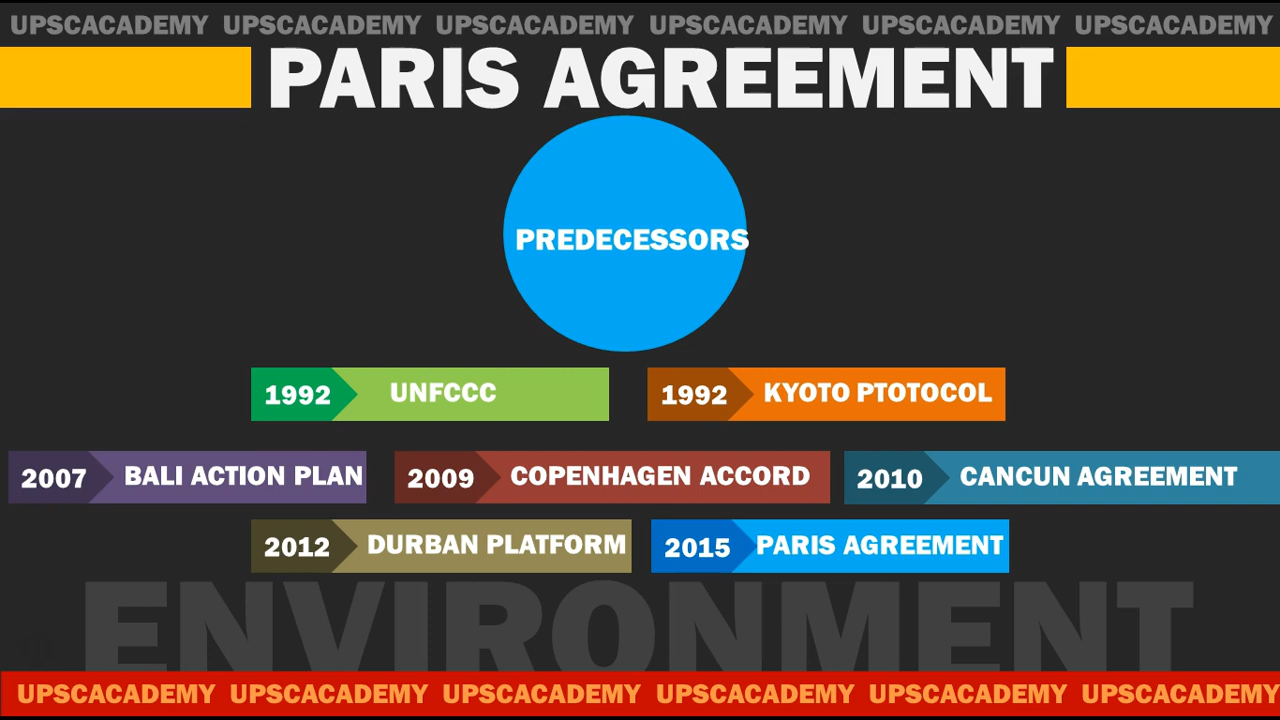 UPSCACADEMY UPSCACADEMY UPSCACADEMY UPSCACADEMY UPSCACADEMY UPSCACADEMY
PARIS AGREEMENT
PREDECESSORS
1992 UNFCCC
1992 KYOTO PTOTOCOL
2007 BALI ACTION PLAN
2009 COPENHAGEN ACCORD
2010 CANCUN AGREEMENT
2012 DURBAN PLATFORM
2015 PARIS AGREEMENT
ENVIRONMENT
UPSCACADEMY UPSCACADEMY UPSCACADEMY UPSCACADEMY UPSCACADEMY UPSCACADEMY